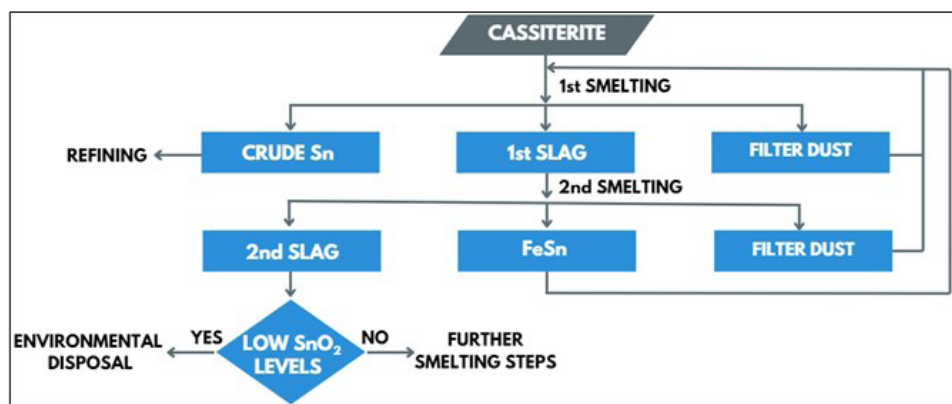 CASSITERITE
1st SMELTING
REFINING
CRUDE Sn
1st SLAG
FILTER DUST
2nd SMELTING
2nd SLAG
FeSn
FILTER DUST
ENVIRONMENTAL
DISPOSAL
YES
LOW SnO₂
LEVELS
NO
FURTHER
SMELTING STEPS